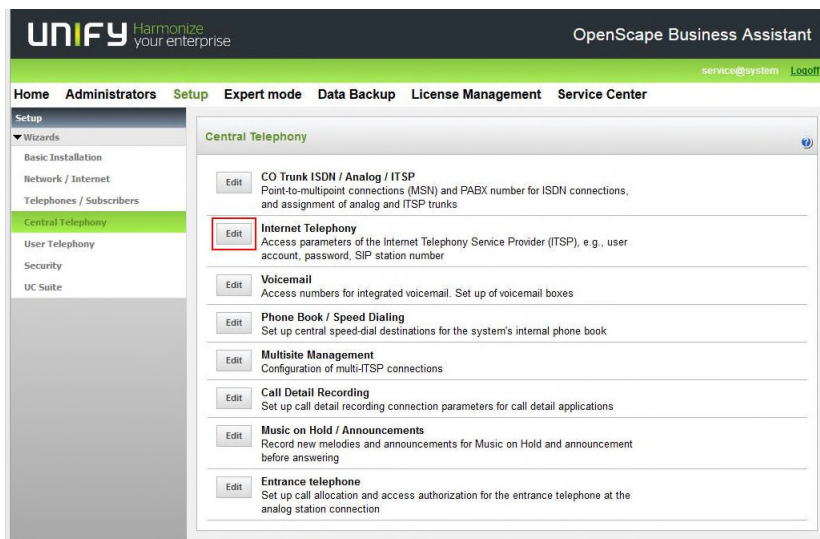 UNIFY Harmonize
your enterprise
OpenScape Business Assistant
service@system Logoff
Home Administrators Setup Expert mode Data Backup License Management Service Center
Setup
Wizards
Basic Installation
Network / Internet
Telephones / Subscribers
Central Telephony
User Telephony
Security
UC Suite
Central Telephony
Edit
CO Trunk ISDN / Analog / ITSP
Point-to-multipoint connections (MSN) and PABX number for ISDN connections,
and assignment of analog and ITSP trunks
Edit
Internet Telephony
Access parameters of the Internet Telephony Service Provider (ITSP), e.g., user
account, password, SIP station number
Edit
Voicemail
Access numbers for integrated voicemail. Set up of voicemail boxes
Edit
Phone Book / Speed Dialing
Set up central speed-dial destinations for the system's internal phone book
Edit
Multisite Management
Configuration of multi-ITSP connections
Edit
Call Detail Recording
Set up call detail recording connection parameters for call detail applications
Edit
Music on Hold / Announcements
Record new melodies and announcements for Music on Hold and announcement
before answering
Edit
Entrance telephone
Set up call allocation and access authorization for the entrance telephone at the
analog station connection